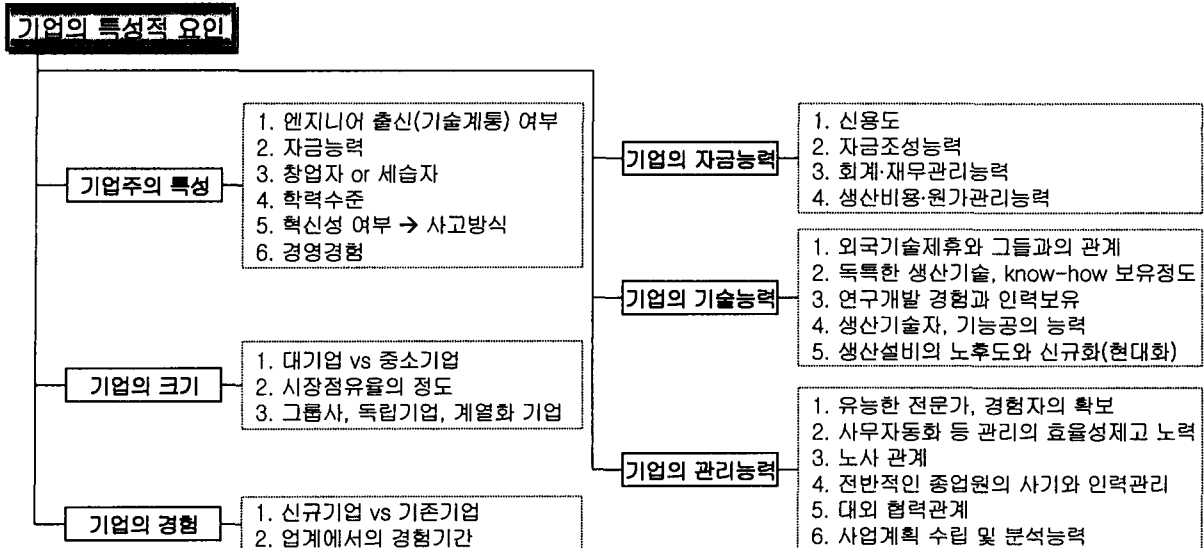 기업의 특성적 요인
기업주의 특성
1. 엔지니어 출신(기술계통) 여부
2. 자금능력
3. 창업자 or 세습자
4. 학력수준
5. 혁신성 여부 → 사고방식
6. 경영경험
기업의 크기
1. 대기업 vs 중소기업
2. 시장점유율의 정도
3. 그룹사, 독립기업, 계열화 기업
기업의 경험
1. 신규기업 vs 기존기업
2. 업계에서의 경험기간
기업의 자금능력
1. 신용도
2. 자금조성능력
3. 회계·재무관리능력
4. 생산비용·원가관리능력
기업의 기술능력
1. 외국기술제휴와 그들과의 관계
2. 독특한 생산기술, know-how 보유정도
3. 연구개발 경험과 인력보유
4. 생산기술자, 기능공의 능력
5. 생산설비의 노후도와 신규화(현대화)
기업의 관리능력
1. 유능한 전문가, 경험자의 확보
2. 사무자동화 등 관리의 효율성제고 노력
3. 노사 관계
4. 전반적인 종업원의 사기와 인력관리
5. 대외 협력관계
6. 사업계획 수립 및 분석능력